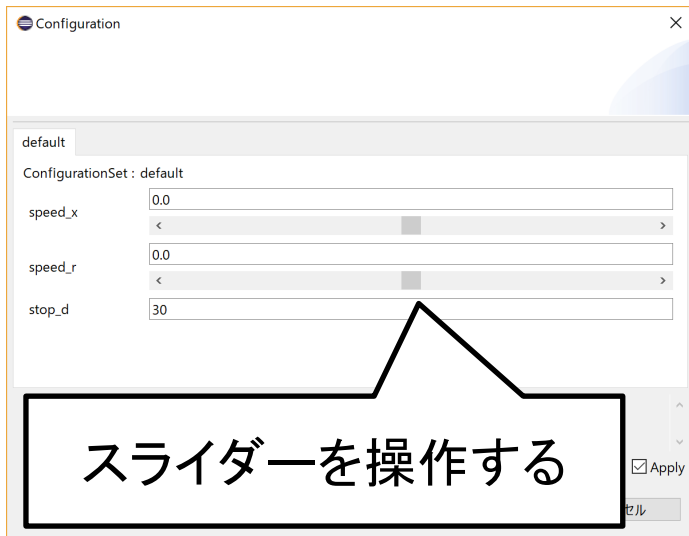 Configuration
default
ConfigurationSet : default
speed_x
0.0
speed_r
0.0
stop_d
30
スライダーを操作する
Apply
セル